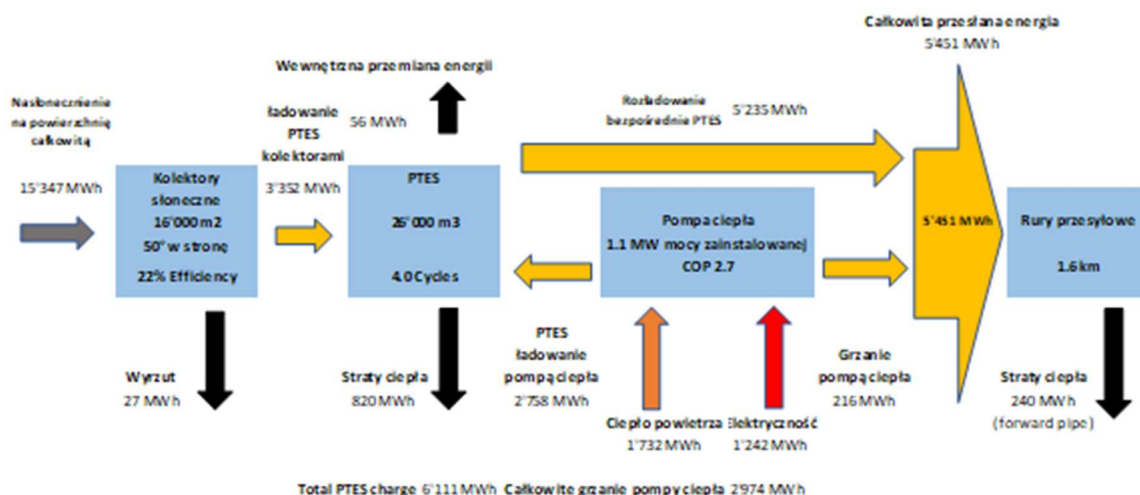 Całkowita przesłana energia
5'451 MWh
Wewnętrzna przemiana energii
Nasłonecznienie
na powierzchnię
całkowitą
15'347 MWh
ładowanie
PTES
kolektorami
3'352 MWh
56 MWh
Rozładowanie
bezpośrednie PTES
5'235 MWh
Kolektory
słoneczne
16'000 m2
50° w stronę
22% Efficiency
PTES
26'000 m3
4.0 Cycles
Pompa ciepła
1.1 MW mocy zainstalowanej
COP 2.7
5'451 MWh
Rury przesyłowe
1.6 km
Wyrzut
27 MWh
Straty ciepła
820 MWh
PTES
ładowanie
pompą ciepła
2'758 MWh
Ciepło powietrza
1'732 MWh
Elektryczność
1'242 MWh
Grzanie
pompą ciepła
216 MWh
Straty ciepła
240 MWh
(forward pipe)
Total PTES charge 6'111 MWh Całkowite grzanie pompy ciepła 2'974 MWh